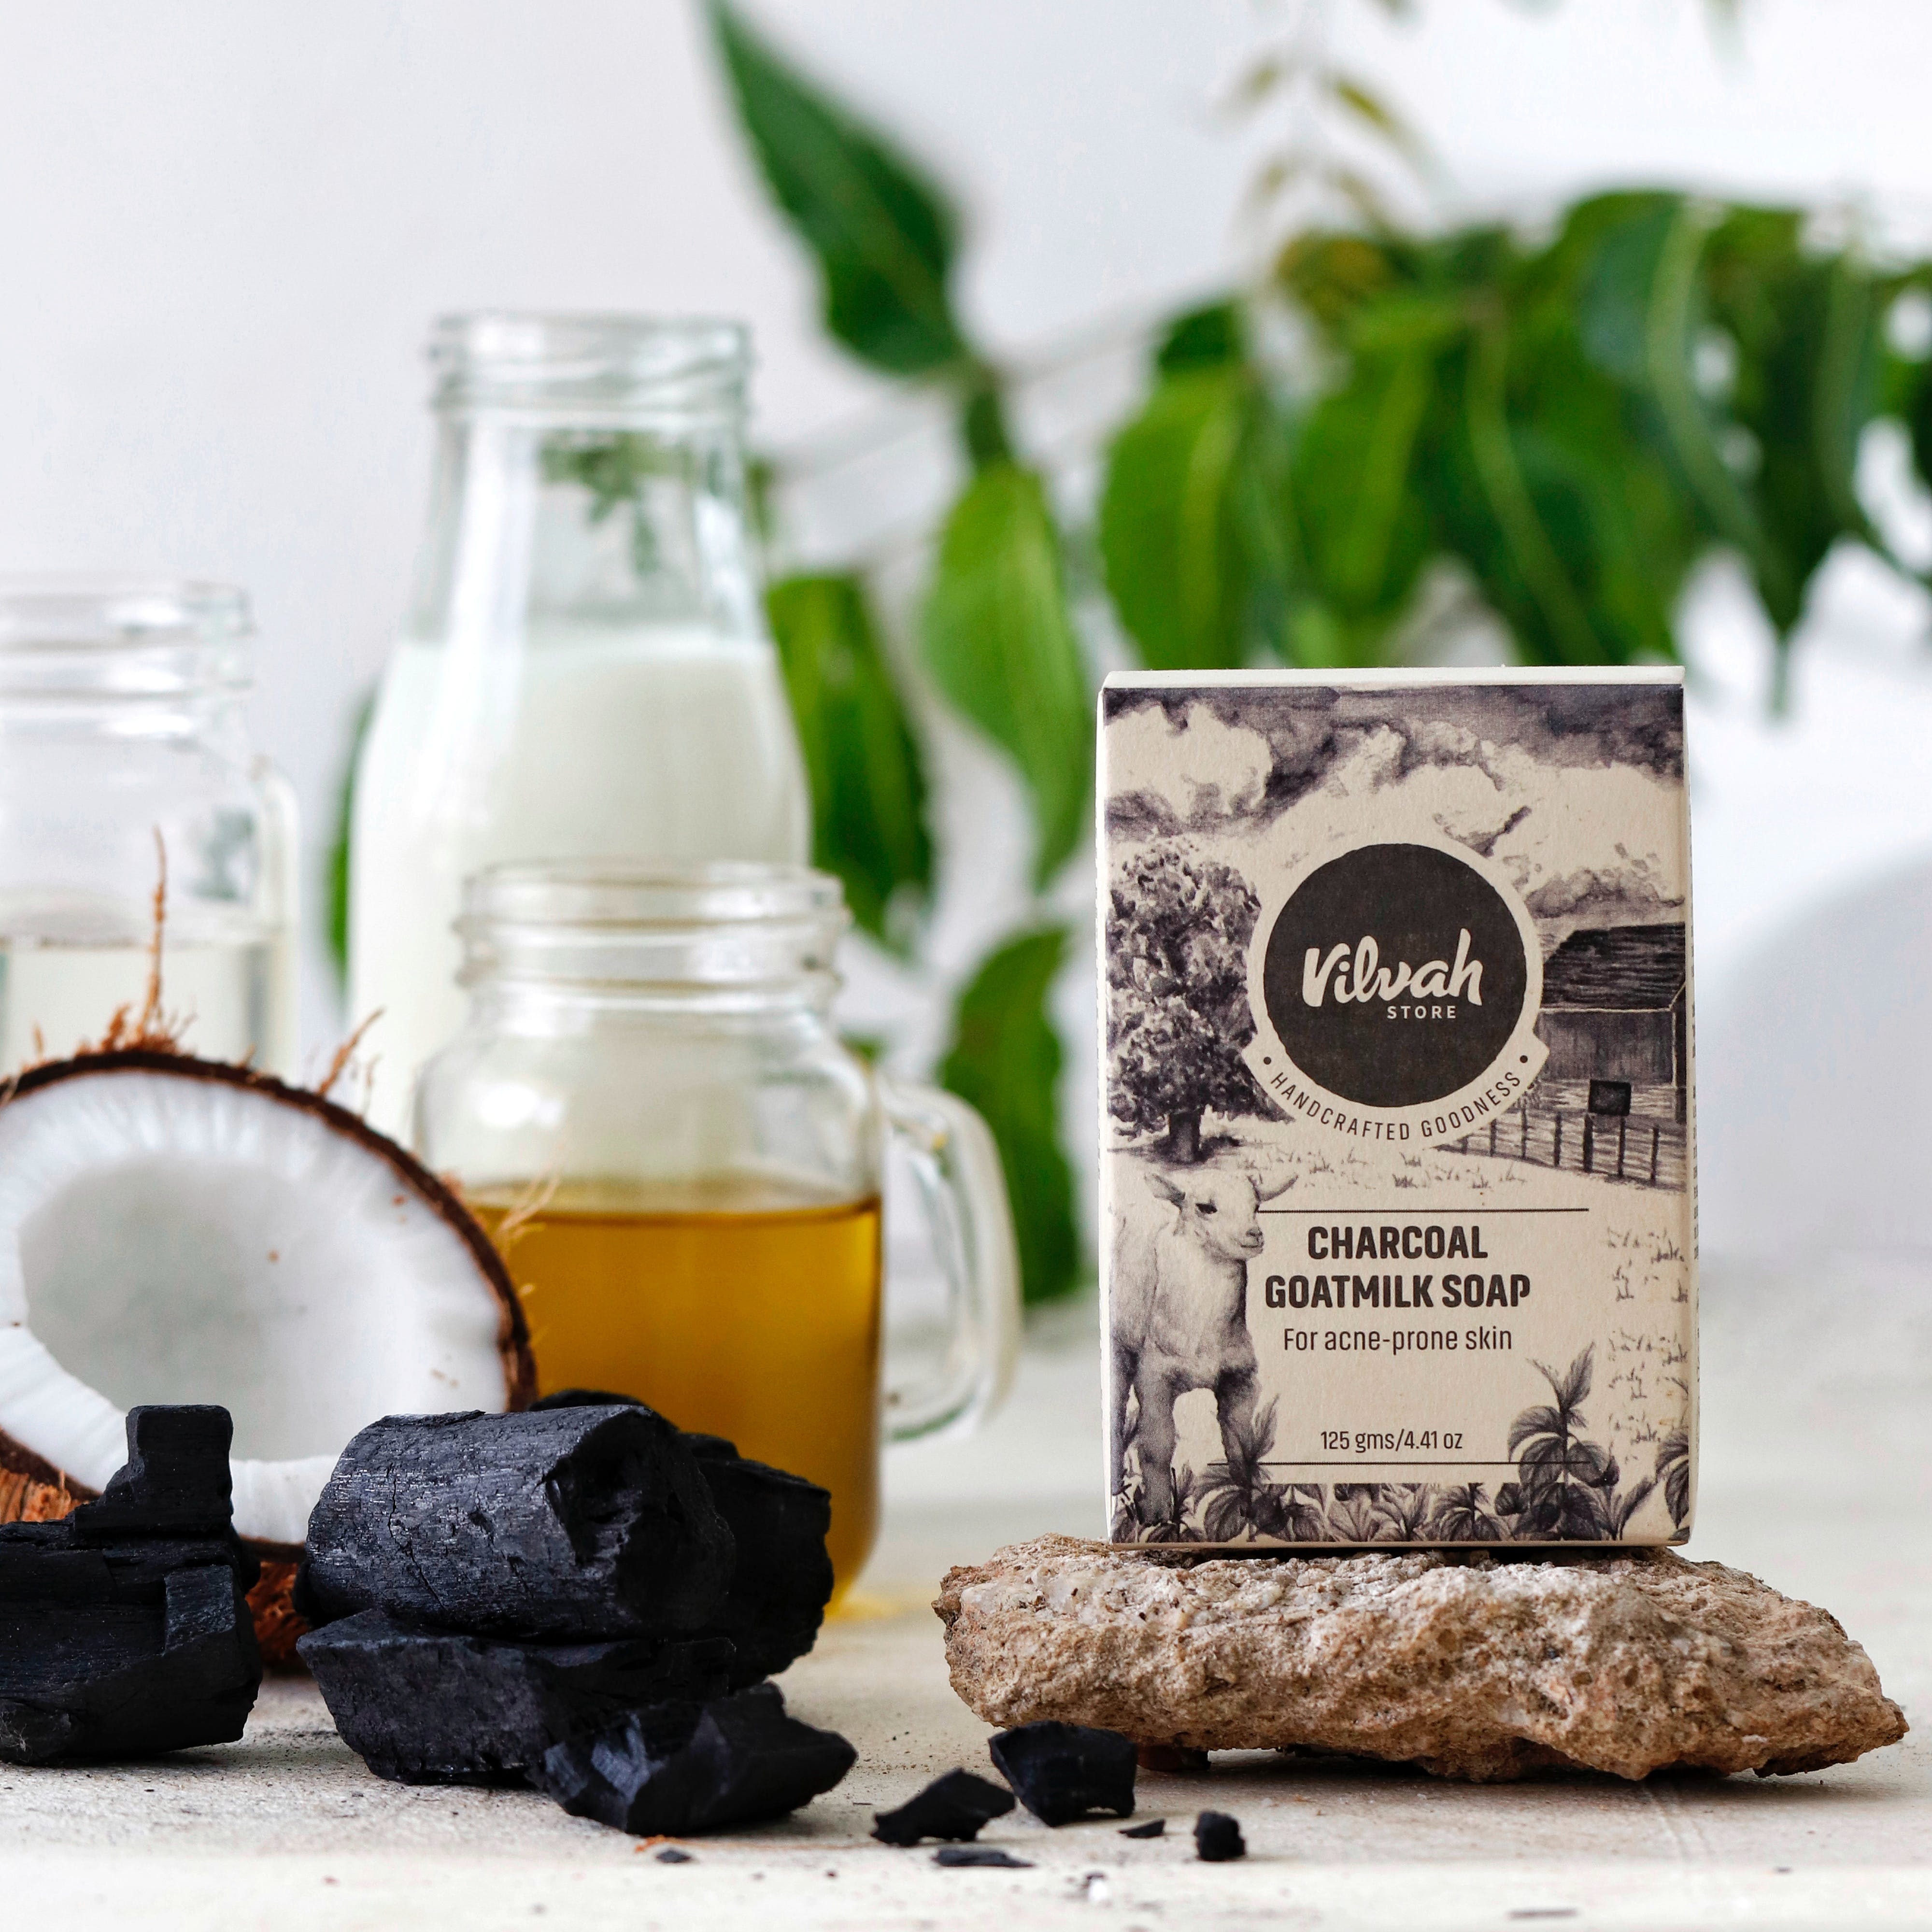 Vilvah
STORE
• HANDCRAFTED GOODNESS •
CHARCOAL
GOATMILK SOAP
For acne-prone skin
125 gms/4.41 oz